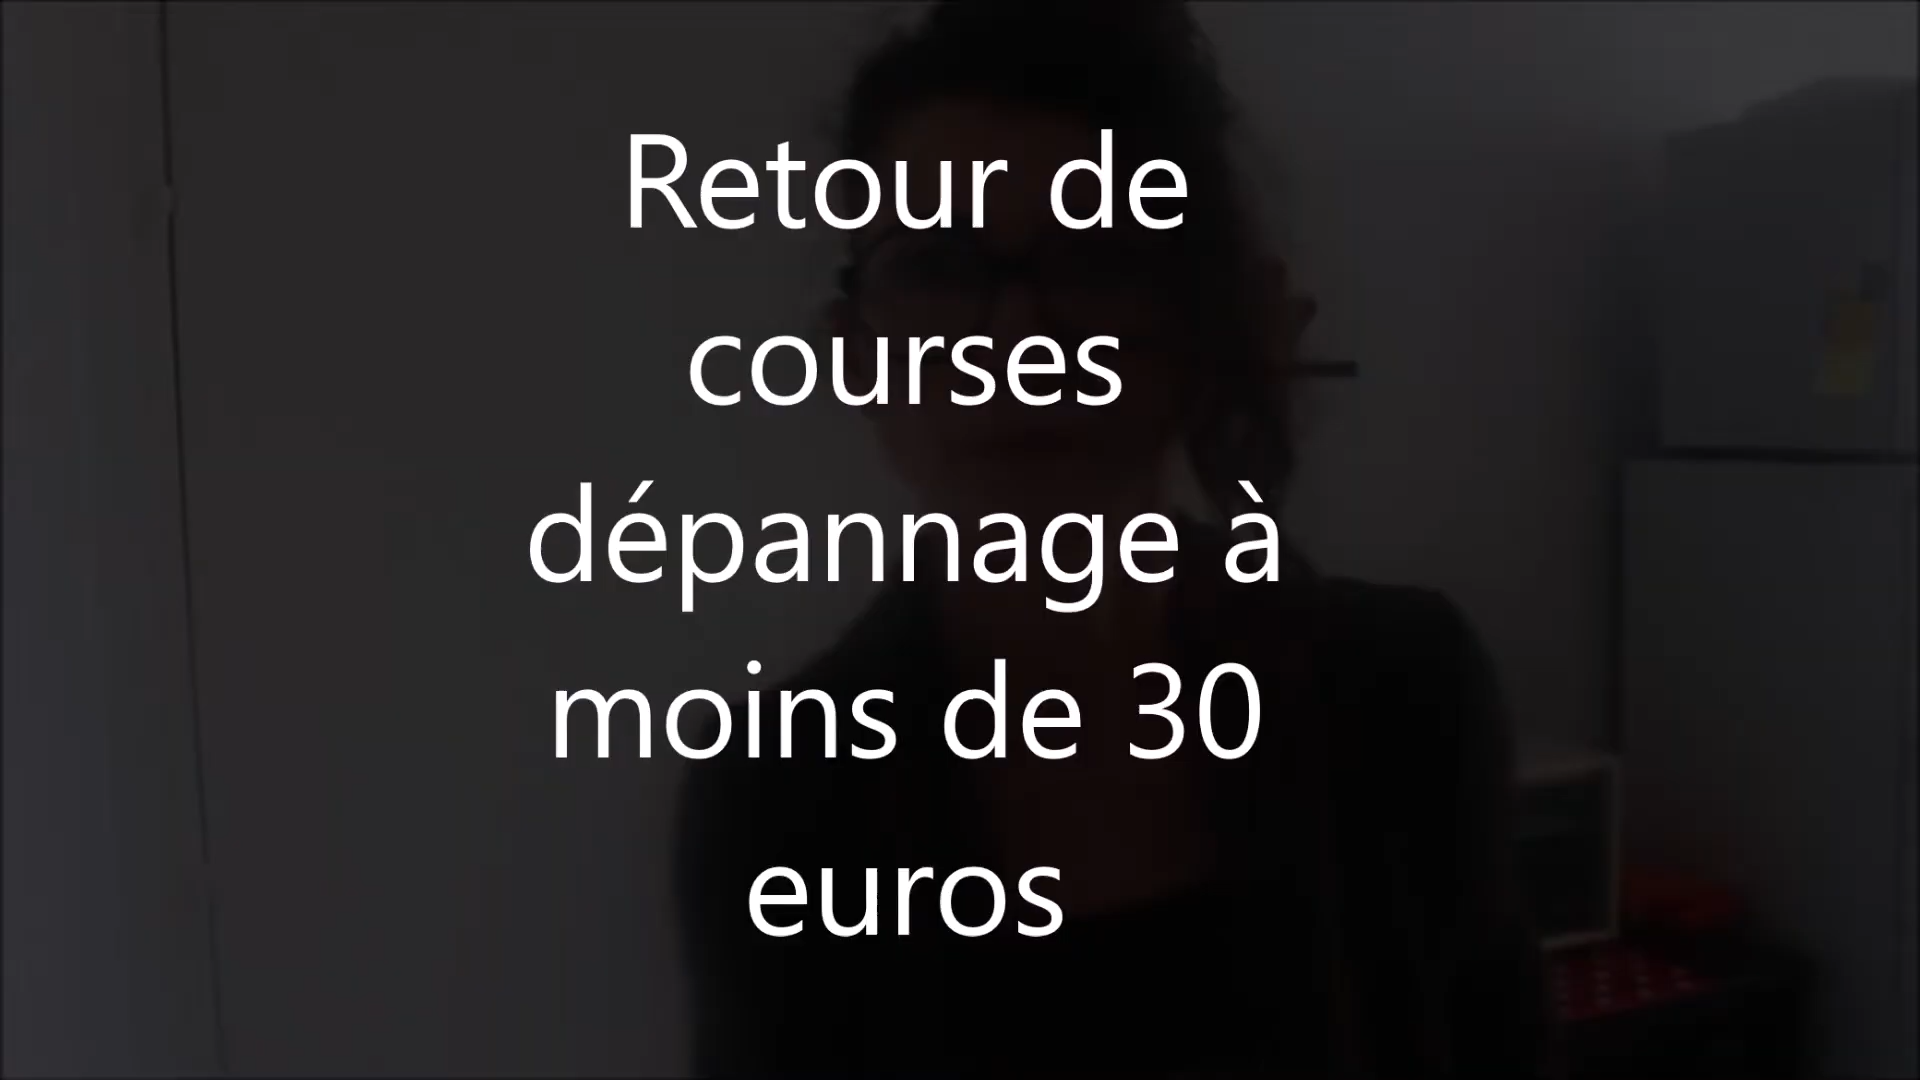 Retour de
courses
dépannage à
moins de 30
euros